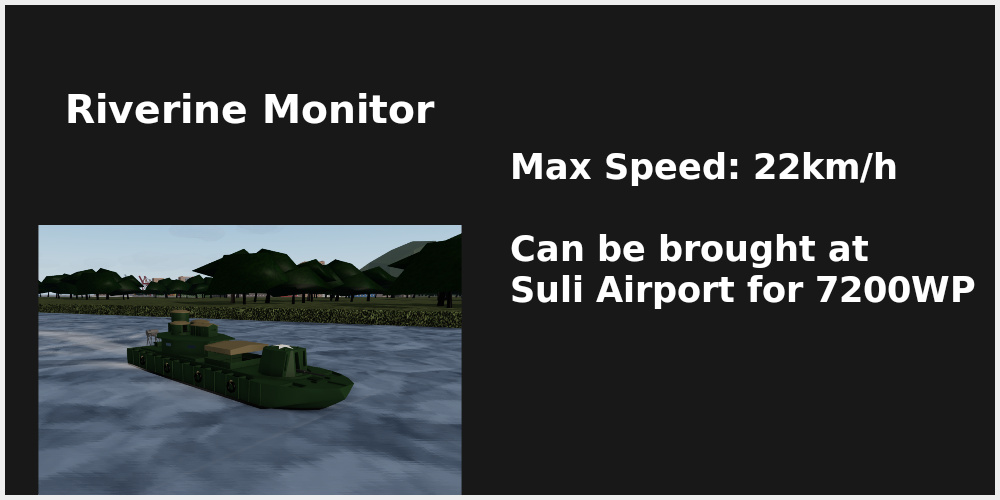 Riverine Monitor
Max Speed: 22km/h
Can be brought at
Suli Airport for 7200WP